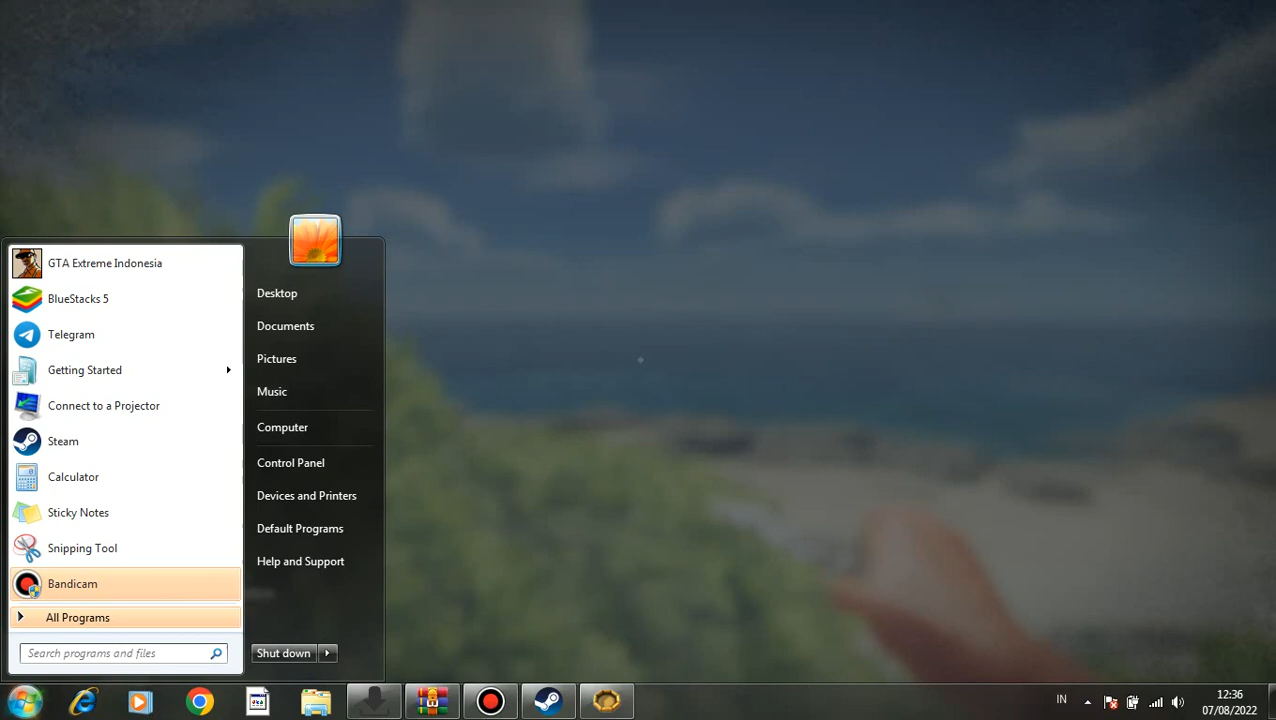 GTA Extreme Indonesia
BlueStacks 5
Telegram
Getting Started
Connect to a Projector
Steam
Calculator
Sticky Notes
Snipping Tool
Bandicam
All Programs
Search programs and files
Desktop
Documents
Pictures
Music
Computer
Control Panel
Devices and Printers
Default Programs
Help and Support
Shut down
IN
12:36
07/08/2022